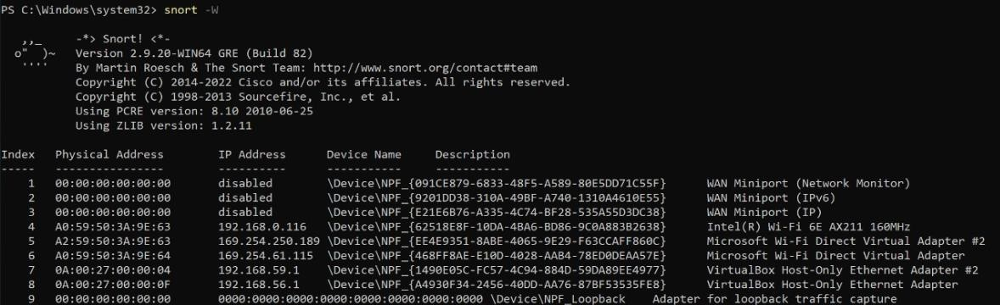 PS C:\Windows\system32> snort -W
,,_ -*> Snort! <*-
o" )~ Version 2.9.20-WIN64 GRE (Build 82)
'''' By Martin Roesch & The Snort Team: http://www.snort.org/contact#team
Copyright (C) 2014-2022 Cisco and/or its affiliates. All rights reserved.
Copyright (C) 1998-2013 Sourcefire, Inc., et al.
Using PCRE version: 8.10 2010-06-25
Using ZLIB version: 1.2.11
Index Physical Address IP Address Device Name Description
----- ---------------- ---------- ----------- -----------
1 00:00:00:00:00:00 disabled \Device\NPF_{091CE879-6833-48F5-A589-80E5DD71C55F} WAN Miniport (Network Monitor)
2 00:00:00:00:00:00 disabled \Device\NPF_{9201DD38-310A-49BF-A740-1310A4610E55} WAN Miniport (IPv6)
3 00:00:00:00:00:00 disabled \Device\NPF_{E21E6B76-A335-4C74-BF28-535A55D3DC38} WAN Miniport (IP)
4 A0:59:50:3A:9E:63 192.168.0.116 \Device\NPF_{62518E8F-10DA-4BA6-BD86-9C0A883B2638} Intel(R) Wi-Fi 6E AX211 160MHz
5 A2:59:50:3A:9E:63 169.254.250.189 \Device\NPF_{EE4E9351-8ABE-4065-9E29-F63CCAFF860C} Microsoft Wi-Fi Direct Virtual Adapter #2
6 A0:59:50:3A:9E:64 169.254.61.115 \Device\NPF_{468FF8AE-E10D-4028-AAB4-78ED0DEAA57E} Microsoft Wi-Fi Direct Virtual Adapter
7 0A:00:27:00:00:04 192.168.59.1 \Device\NPF_{1490E05C-FC57-4C94-884D-59DA89EE4977} VirtualBox Host-Only Ethernet Adapter #2
8 0A:00:27:00:00:0F 192.168.56.1 \Device\NPF_{A4930F34-2456-40DD-AA76-87BF53535FE8} VirtualBox Host-Only Ethernet Adapter
9 00:00:00:00:00:00 0000:0000:0000:0000:0000:0000:0000:0000 \Device\NPF_Loopback Adapter for loopback traffic capture